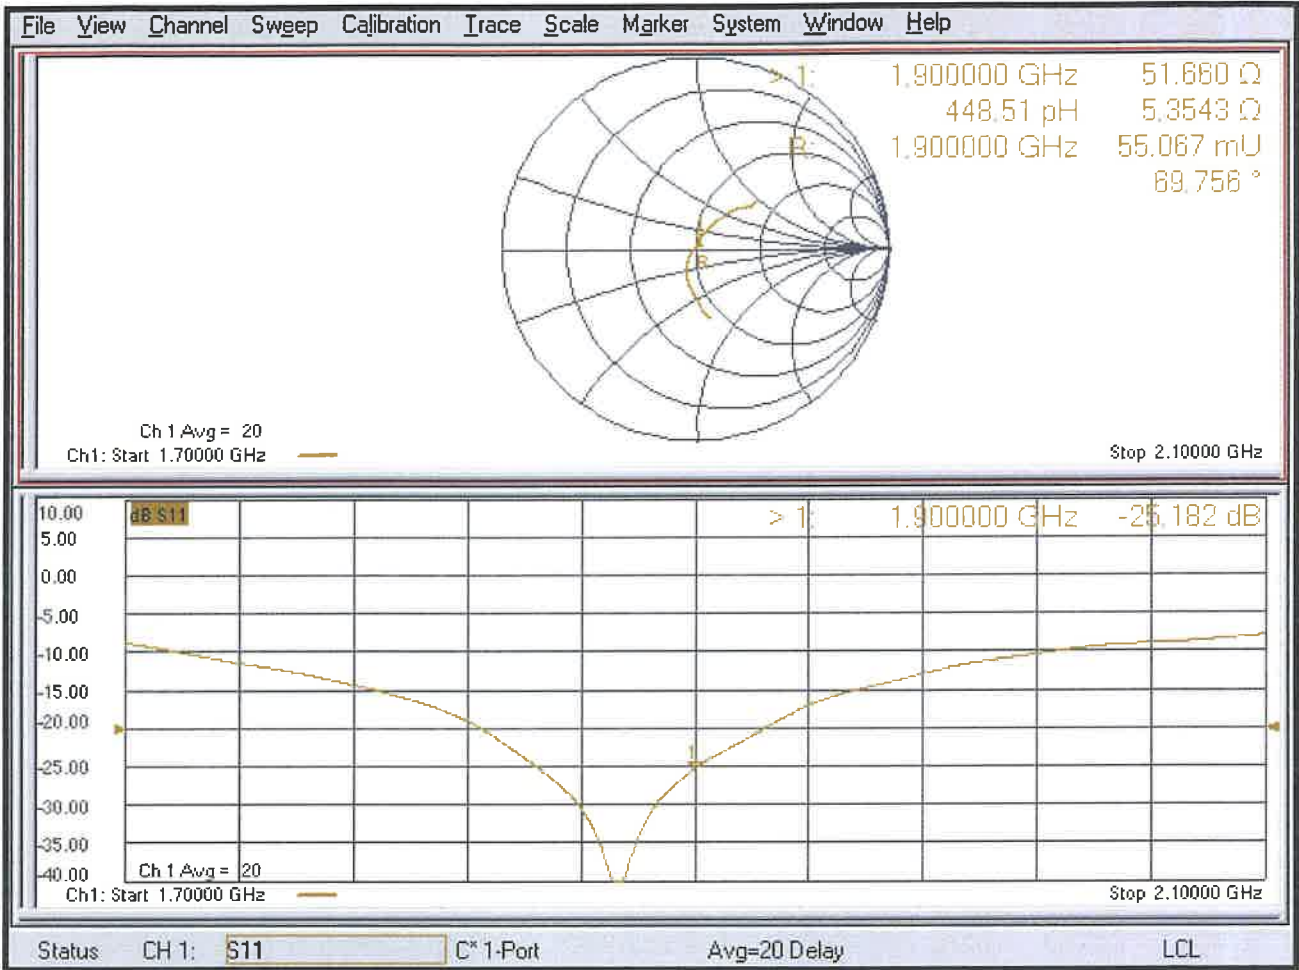 File View Channel Sweep Calibration Trace Scale Marker System Window Help
> 1: 1.900000 GHz 51.660 Ω
448.51 pH 5.3543 Ω
R: 1.900000 GHz 55.067 mU
69.756 °
R
Ch 1 Avg = 20
Ch1: Start 1.70000 GHz
Stop 2.10000 GHz
10.00
dB S11
> 1: 1.900000 GHz -25.182 dB
5.00
0.00
-5.00
-10.00
-15.00
-20.00
1
-25.00
-30.00
-35.00
-40.00
Ch 1 Avg = 20
Ch1: Start 1.70000 GHz
Stop 2.10000 GHz
Status CH 1: S11 C* 1-Port Avg=20 Delay LCL